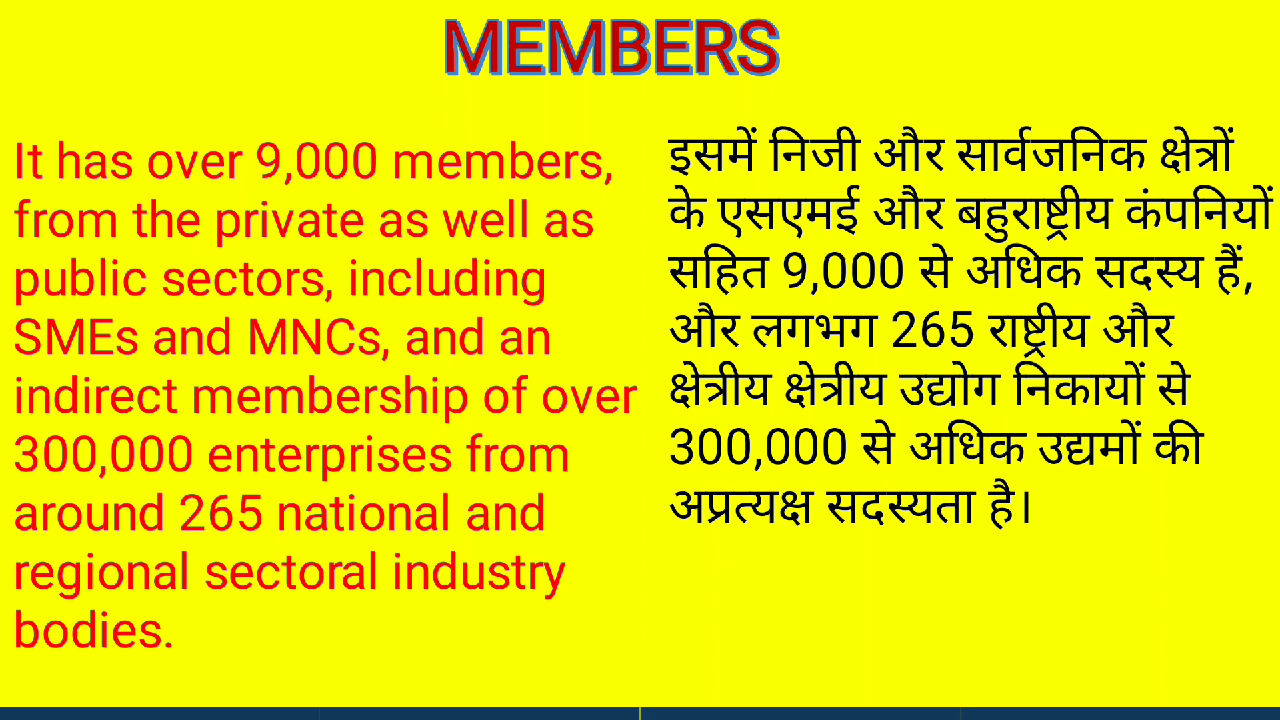 MEMBERS
It has over 9,000 members,
from the private as well as
public sectors, including
SMEs and MNCs, and an
indirect membership of over
300,000 enterprises from
around 265 national and
regional sectoral industry
bodies.
इसमें निजी और सार्वजनिक क्षेत्रों
के एसएमई और बहुराष्ट्रीय कंपनियों
सहित 9,000 से अधिक सदस्य हैं,
और लगभग 265 राष्ट्रीय और
क्षेत्रीय क्षेत्रीय उद्योग निकायों से
300,000 से अधिक उद्यमों की
अप्रत्यक्ष सदस्यता है।